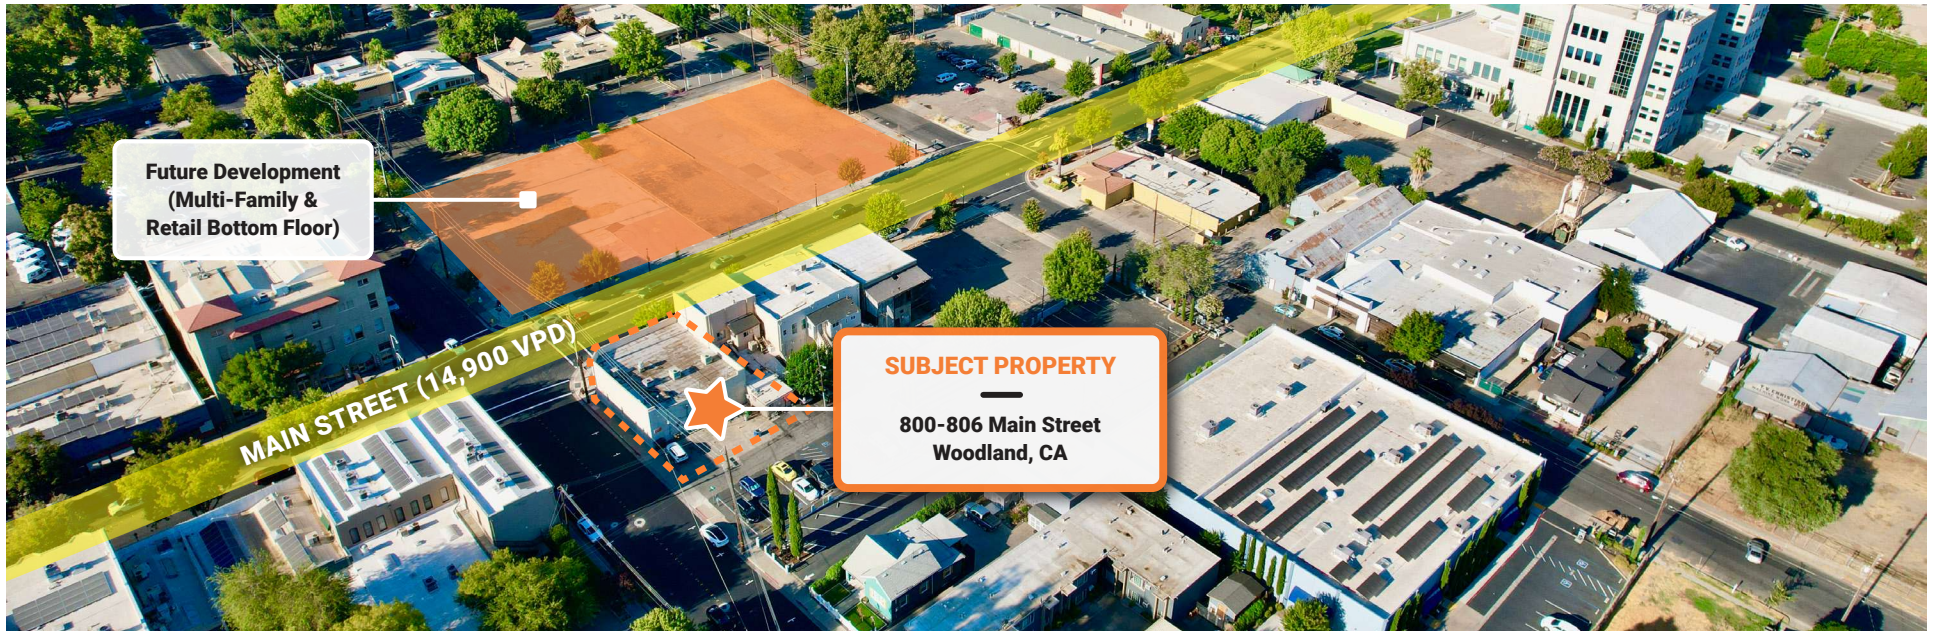 Future Development
(Multi-Family &
Retail Bottom Floor)
MAIN STREET (14,900 VPD)
SUBJECT PROPERTY
800-806 Main Street
Woodland, CA